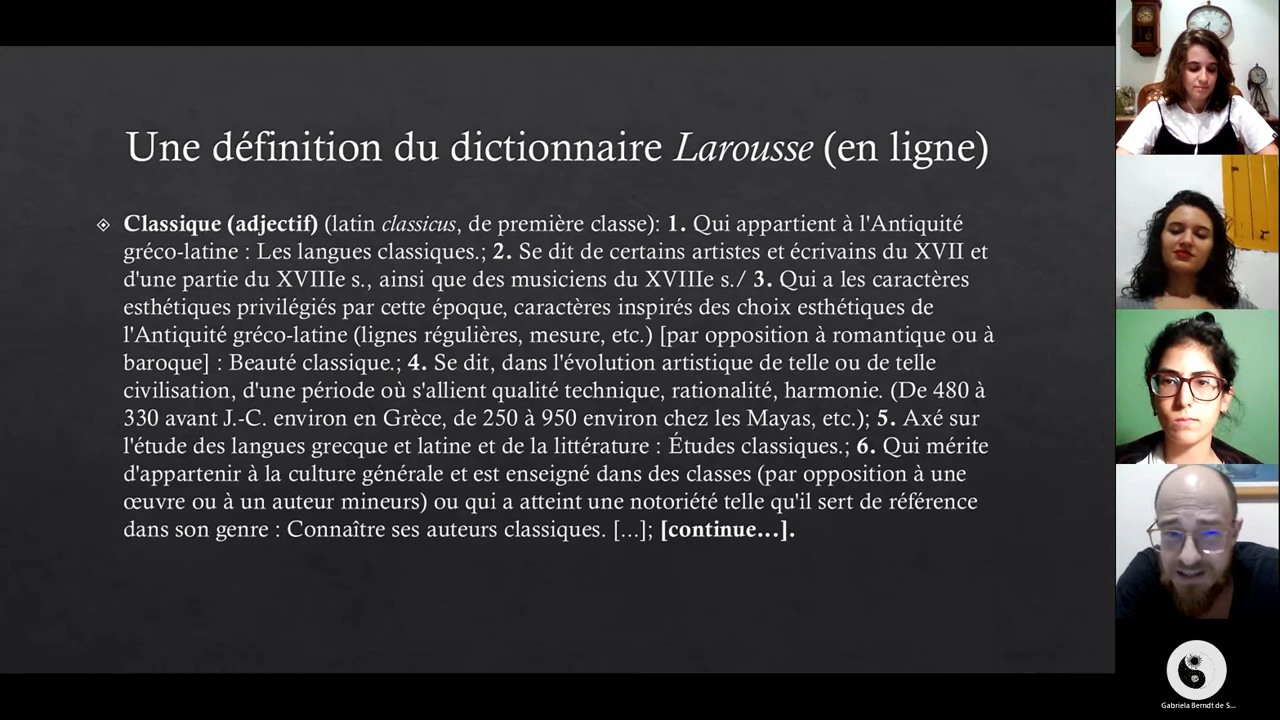 Une définition du dictionnaire Larousse (en ligne)
Classique (adjectif) (latin classicus, de première classe): 1. Qui appartient à l'Antiquité
gréco-latine : Les langues classiques.; 2. Se dit de certains artistes et écrivains du XVII et
d'une partie du XVIIIe s., ainsi que des musiciens du XVIIIe s./ 3. Qui a les caractères
esthétiques privilégiés par cette époque, caractères inspirés des choix esthétiques de
l'Antiquité gréco-latine (lignes régulières, mesure, etc.) [par opposition à romantique ou à
baroque] : Beauté classique.; 4. Se dit, dans l'évolution artistique de telle ou de telle
civilisation, d'une période où s'allient qualité technique, rationalité, harmonie. (De 480 à
330 avant J.-C. environ en Grèce, de 250 à 950 environ chez les Mayas, etc.); 5. Axé sur
l'étude des langues grecque et latine et de la littérature : Études classiques.; 6. Qui mérite
d'appartenir à la culture générale et est enseigné dans des classes (par opposition à une
œuvre ou à un auteur mineurs) ou qui a atteint une notoriété telle qu'il sert de référence
dans son genre : Connaître ses auteurs classiques. [...]; [continue...].
Gabriela Berndt de S...